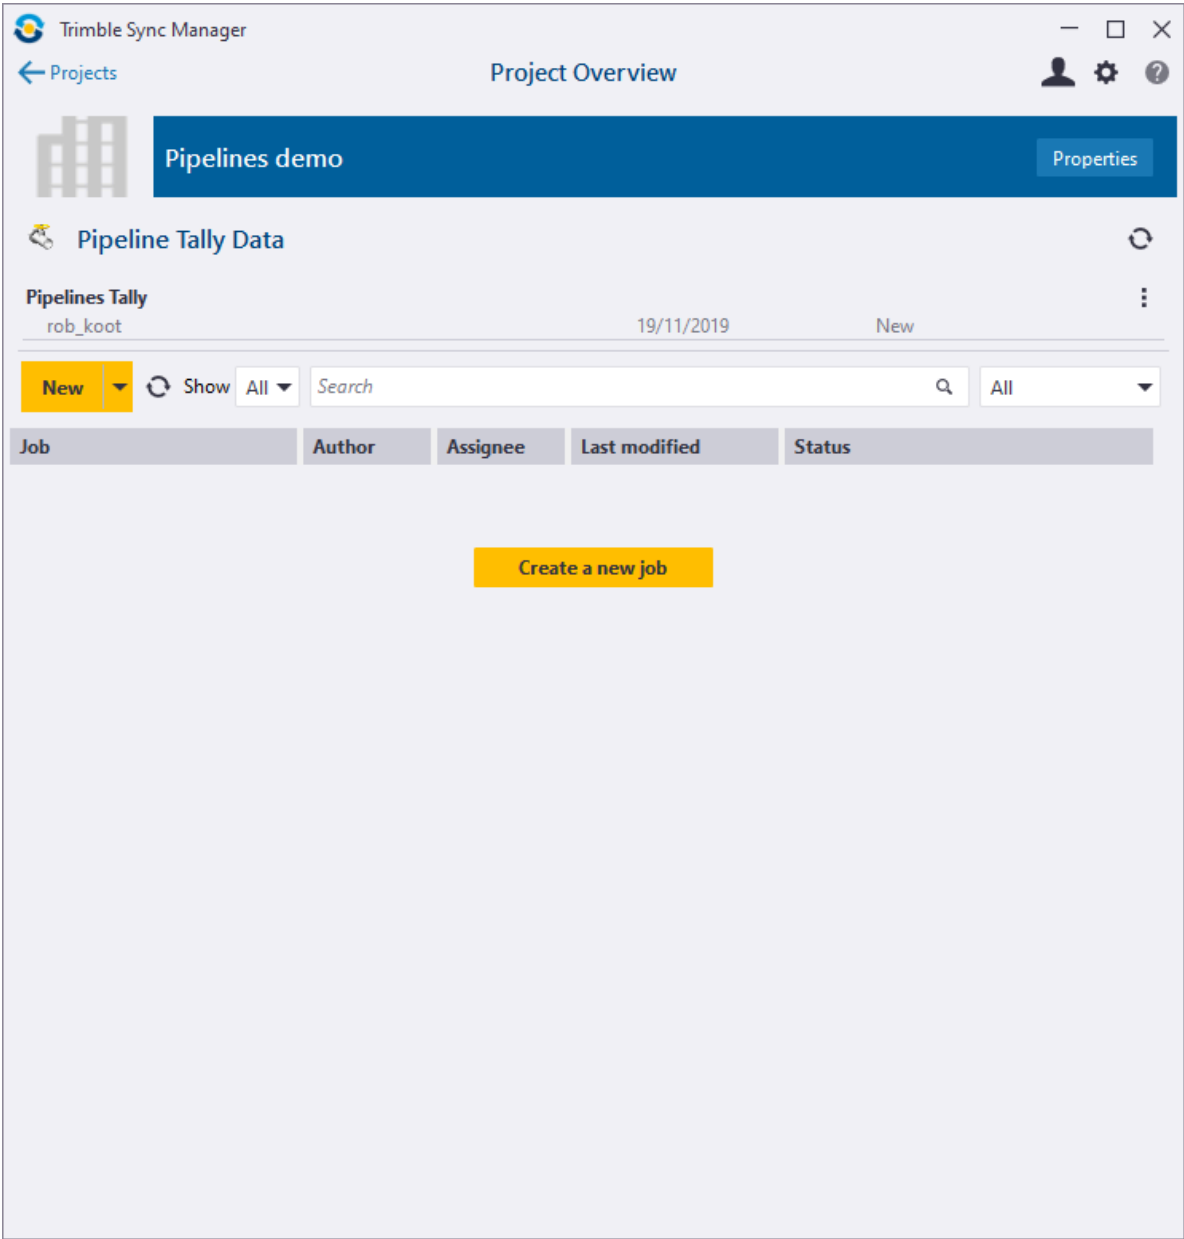 Trimble Sync Manager
Projects
Project Overview
Pipelines demo
Properties
Pipeline Tally Data
Pipelines Tally
rob_koot 19/11/2019 New
New Show All Search All
Job Author Assignee Last modified Status
Create a new job